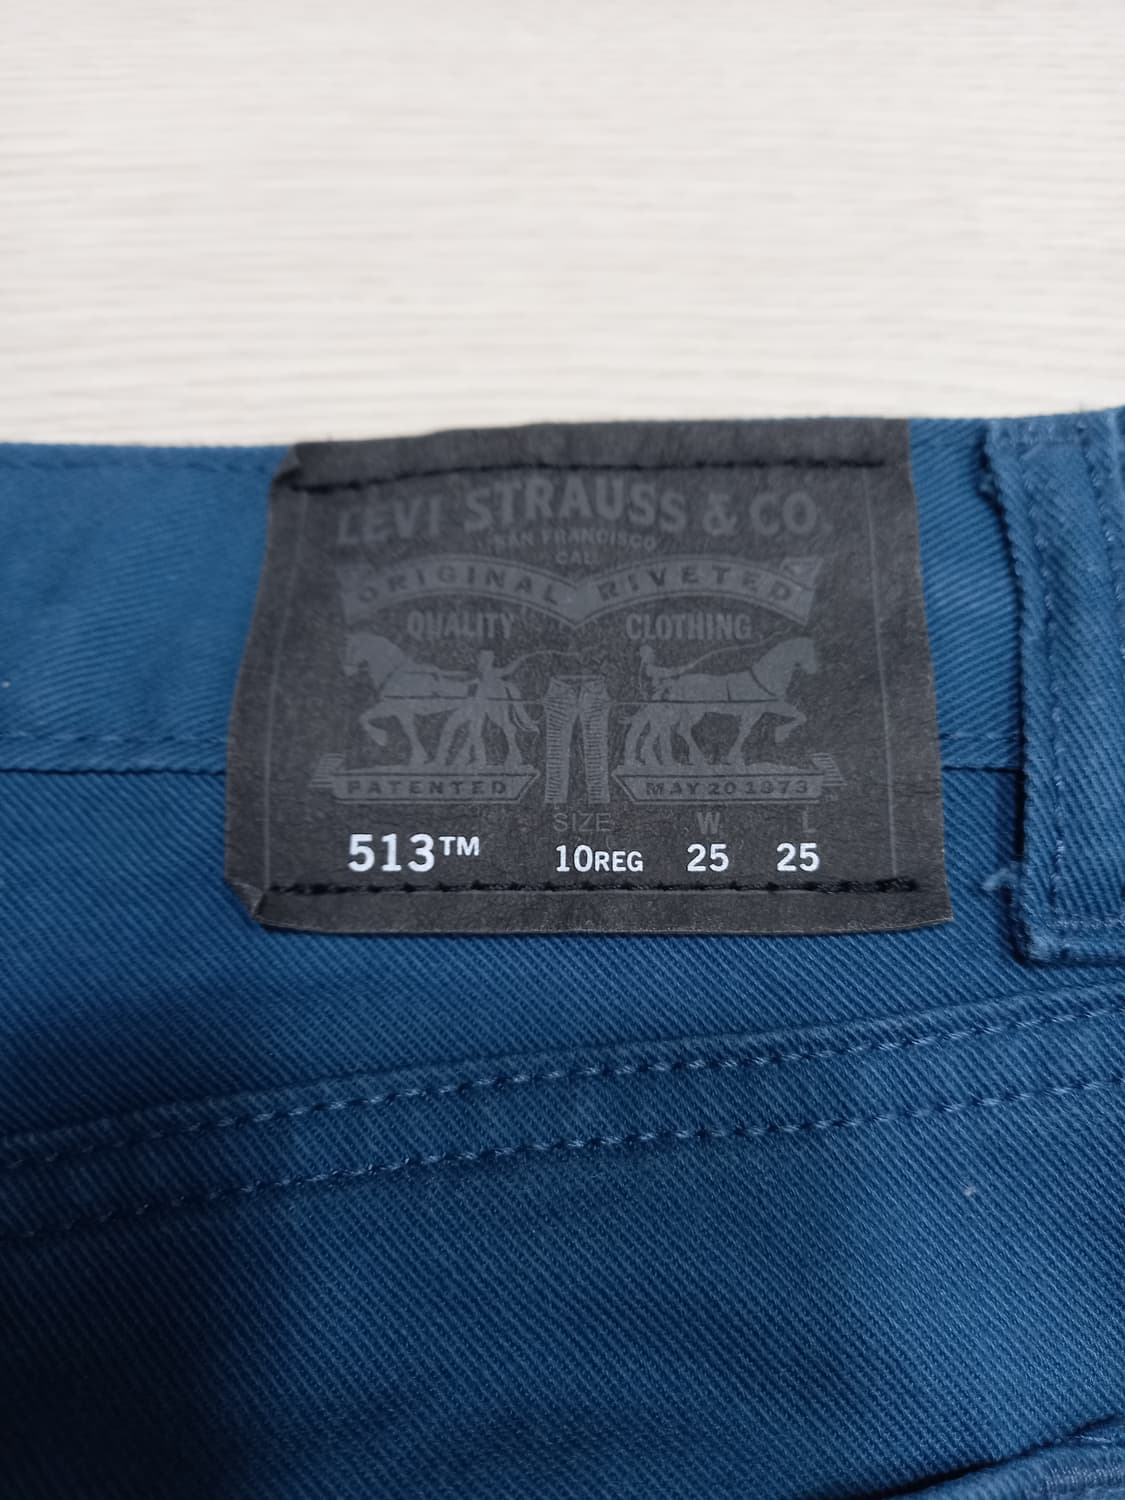 LEVI STRAUSS & CO.
SAN FRANCISCO
CAL.
ORIGINAL RIVETED
QUALITY CLOTHING
PATENTED MAY 20 1873
SIZE W L
513™ 10REG 25 25